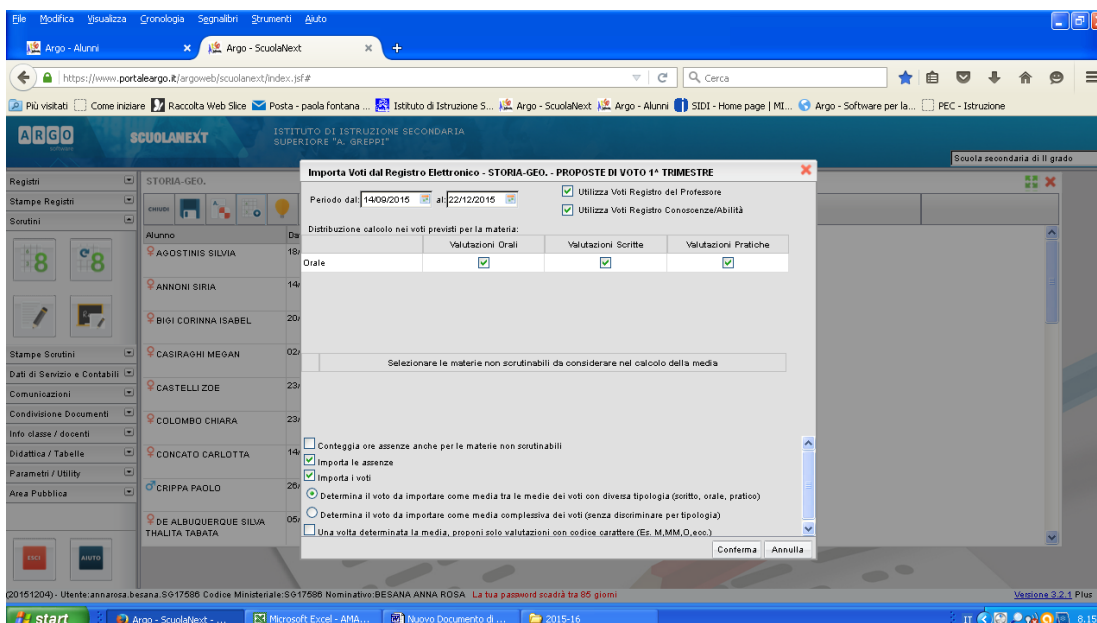 File Modifica Visualizza Cronologia Segnalibri Strumenti Aiuto
Argo - Alunni × Argo - ScuolaNext × +
https://www.portaleargo.it/argoweb/scuolanext/index.jsf# Cerca
Più visitati Come iniziare Raccolta Web Slice Posta - paola fontana ... Istituto di Istruzione S... Argo - ScuolaNext Argo - Alunni SIDI - Home page | MI... Argo - Software per la... PEC - Istruzione
ARGO software SCUOLANEXT ISTITUTO DI ISTRUZIONE SECONDARIA
SUPERIORE "A. GREPPI"
Scuola secondaria di II grado
Importa Voti dal Registro Elettronico - STORIA-GEO. - PROPOSTE DI VOTO 1^ TRIMESTRE
Periodo dal: 14/09/2015 al: 22/12/2015
Utilizza Voti Registro del Professore
Utilizza Voti Registro Conoscenze/Abilità
Distribuzione calcolo nei voti previsti per la materia:
Valutazioni Orali Valutazioni Scritte Valutazioni Pratiche
Orale
Selezionare le materie non scrutinabili da considerare nel calcolo della media
Conteggia ore assenze anche per le materie non scrutinabili
Importa le assenze
Importa i voti
Determina il voto da importare come media tra le medie dei voti con diversa tipologia (scritto, orale, pratico)
Determina il voto da importare come media complessiva dei voti (senza discriminare per tipologia)
Una volta determinata la media, proponi solo valutazioni con codice carattere (Es. M,MM,O,ecc.)
Conferma Annulla
Registri
Stampe Registri
Scrutini
8 8
Stampe Scrutini
Dati di Servizio e Contabili
Comunicazioni
Condivisione Documenti
Info classe / docenti
Didattica / Tabelle
Parametri / Utility
Area Pubblica
ESCI AIUTO
STORIA-GEO.
CHIUDI
Alunno Da
AGOSTINIS SILVIA 18/
ANNONI SIRIA 14/
BIGI CORINNA ISABEL 20/
CASIRAGHI MEGAN 02/
CASTELLI ZOE 23/
COLOMBO CHIARA 23/
CONCATO CARLOTTA 14/
CRIPPA PAOLO 26/
DE ALBUQUERQUE SILVA 05/
THALITA TABATA
(20151204) - Utente:annarosa.besana.SG17586 Codice Ministeriale:SG17586 Nominativo:BESANA ANNA ROSA La tua password scadrà tra 85 giorni Versione 3.2.1 Plus
start Argo - ScuolaNext - ... Microsoft Excel - AMA... Nuovo Documento di ... 2015-16 IT 8.15